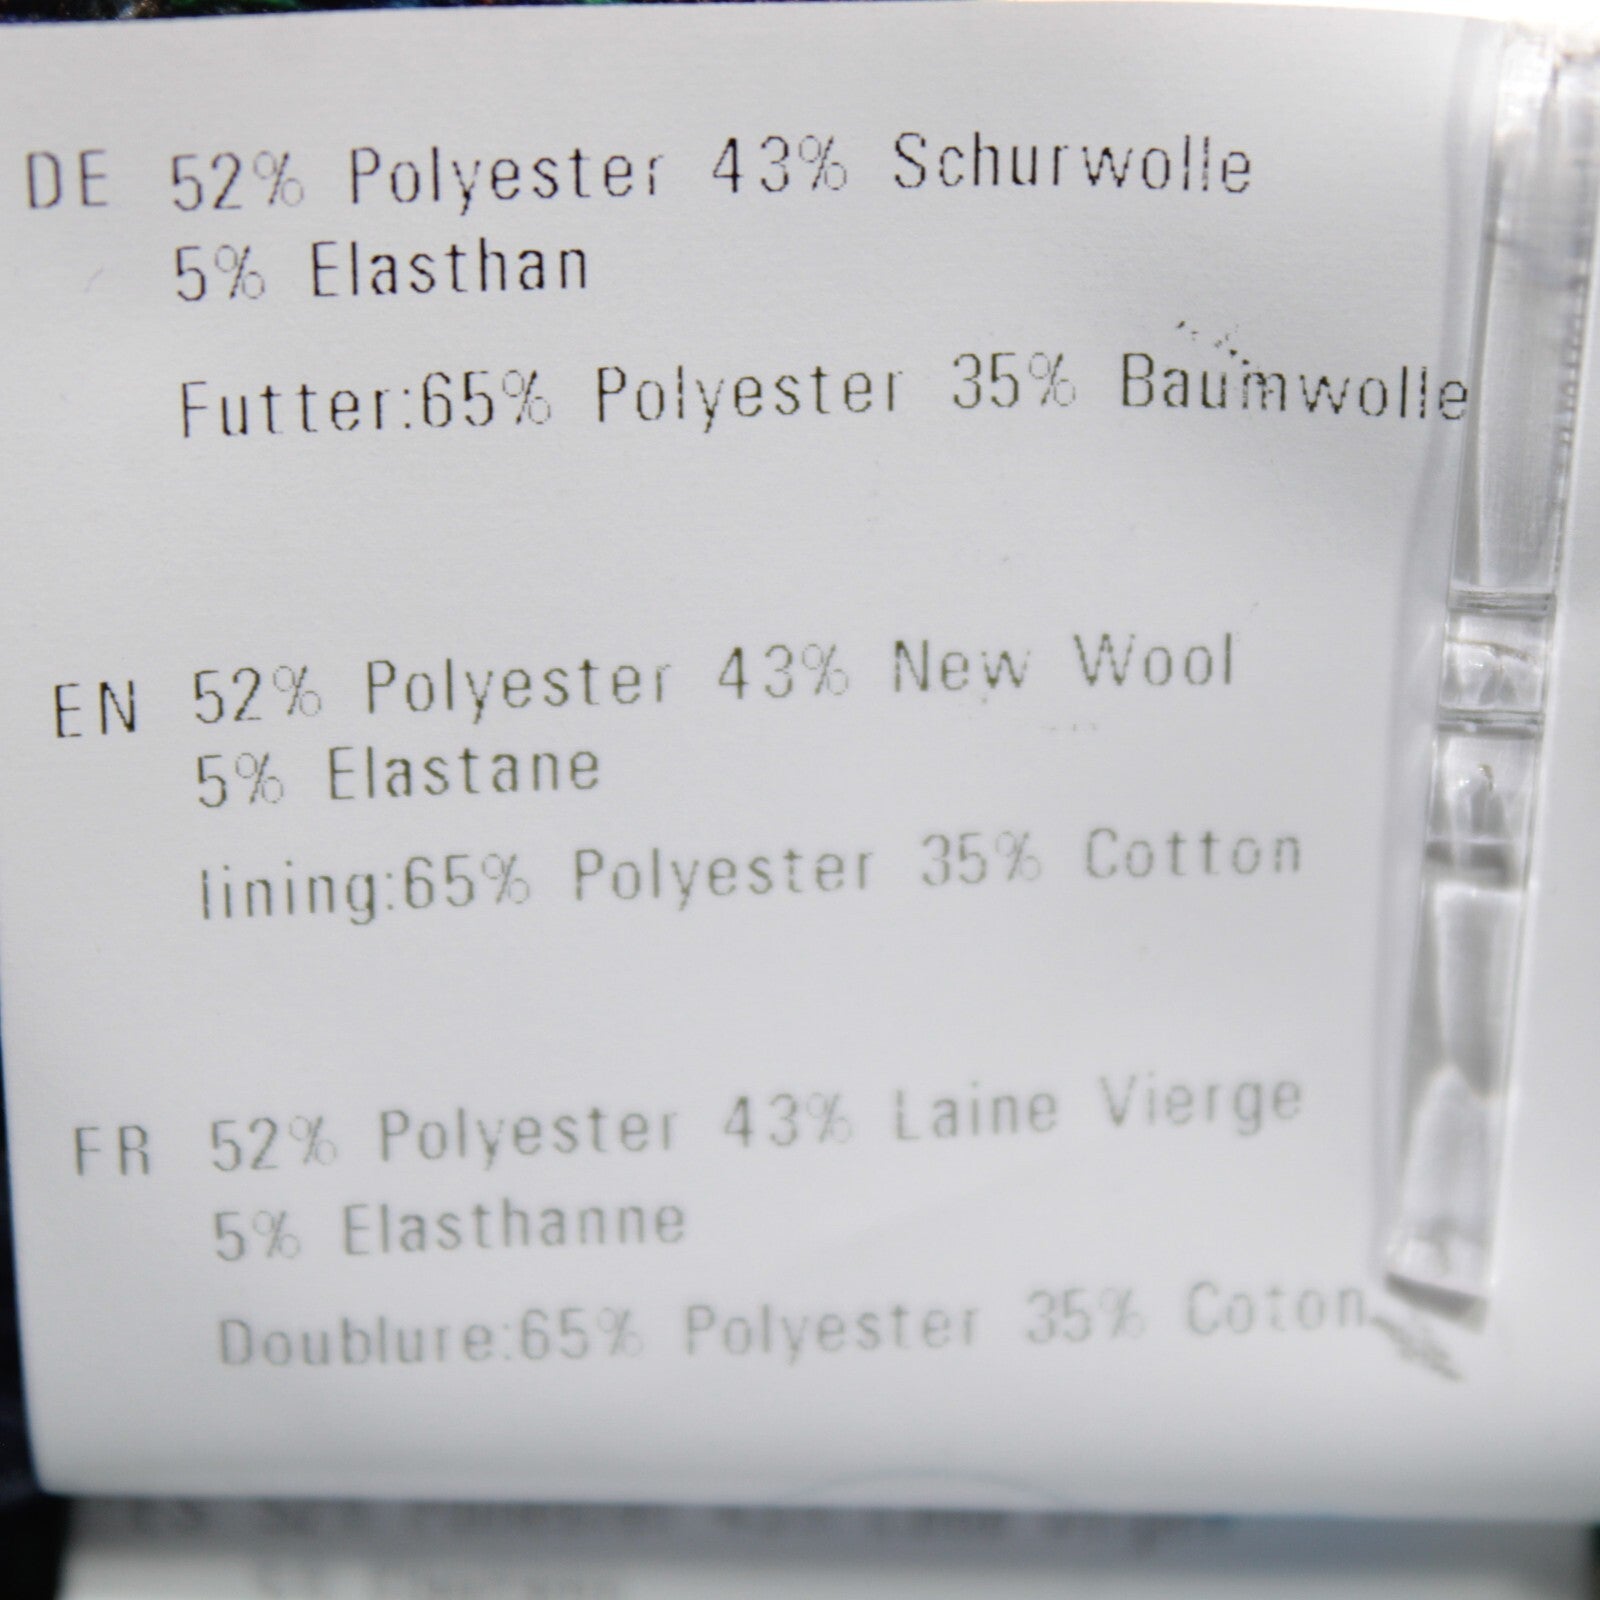 DE 52% Polyester 43% Schurwolle
5% Elasthan
Futter:65% Polyester 35% Baumwolle
EN 52% Polyester 43% New Wool
5% Elastane
lining:65% Polyester 35% Cotton
FR 52% Polyester 43% Laine Vierge
5% Elasthanne
Doublure:65% Polyester 35% Coton